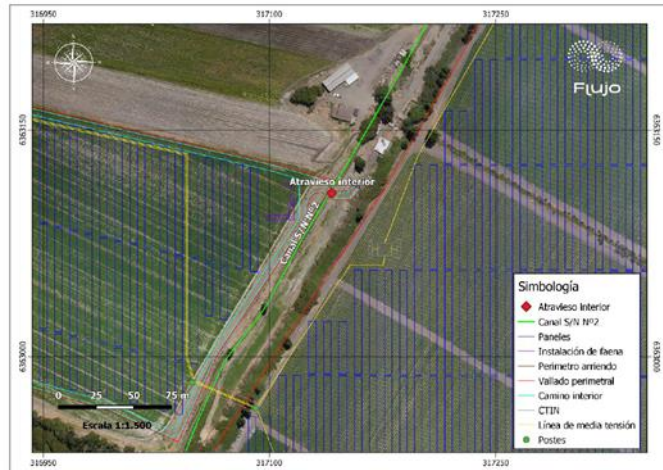 316950
317100
317250
Flujo
6363150
6363150
Atravieso interior
Canal S/N Nº2
Simbología
Atravieso interior
Canal S/N Nº2
Paneles
Instalación de faena
Perimetro arriendo
Vallado perimetral
Camino interior
CTIN
Línea de media tensión
Postes
6363000
6363000
0 25 50 75 m
Escala 1:1.500
316950
317100
317250